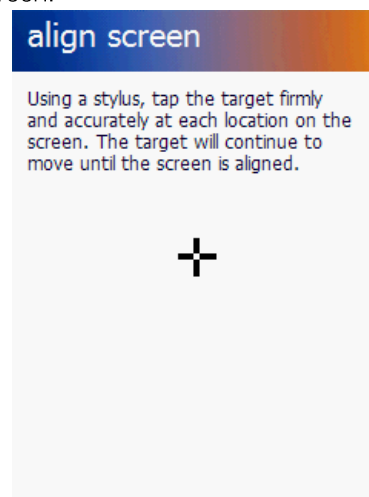 align screen
Using a stylus, tap the target firmly
and accurately at each location on the
screen. The target will continue to
move until the screen is aligned.